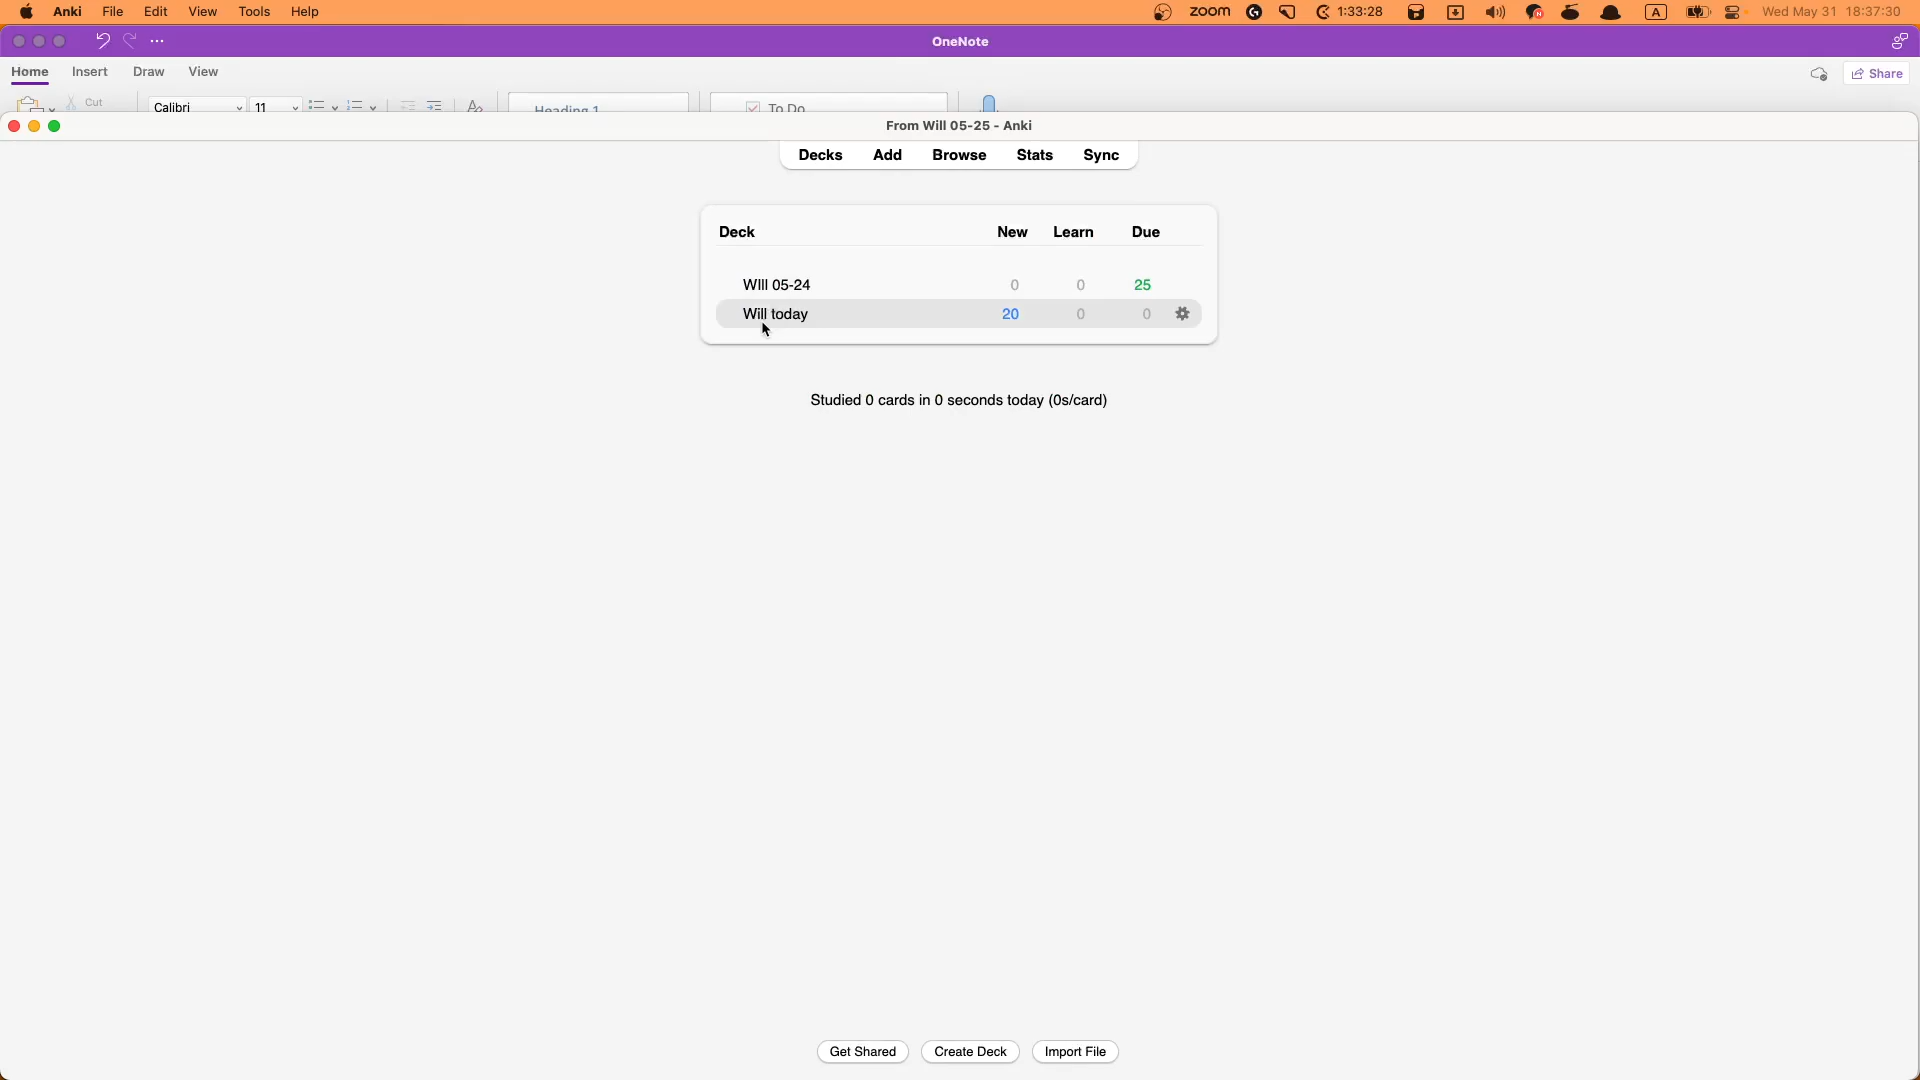 Anki File Edit View Tools Help zoom 1:33:28 A Wed May 31 18:37:30
OneNote
Home Insert Draw View Share
Cut Calibri 11 Heading 1 To Do
From Will 05-25 - Anki
Decks Add Browse Stats Sync
Deck New Learn Due
WIll 05-24 0 0 25
Will today 20 0 0
Studied 0 cards in 0 seconds today (0s/card)
Get Shared Create Deck Import File